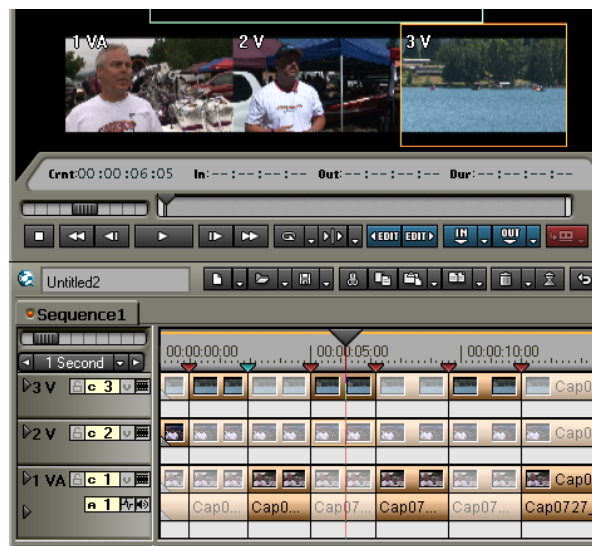 1 VA 2 V 3 V
Crnt:00:00:06:05 In:--:--:--:-- Out:--:--:--:-- Dur:--:--:--:--
◂EDIT EDIT▸ IN OUT
Untitled2
Sequence1
1 Second 00:00:00:00 00:00:05:00 00:00:10:00
3 V c 3 Cap0
2 V c 2 Cap0
1 VA c 1 Cap0
a 1 Cap0... Cap0... Cap07... Cap07... Cap07... Cap0727_